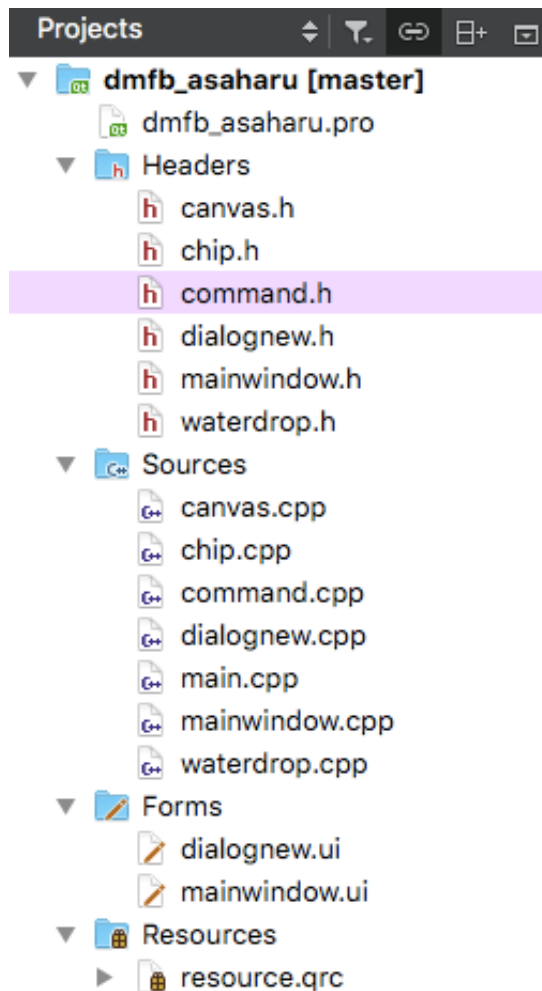 Projects
dmfb_asaharu [master]
dmfb_asaharu.pro
Headers
canvas.h
chip.h
command.h
dialognew.h
mainwindow.h
waterdrop.h
Sources
canvas.cpp
chip.cpp
command.cpp
dialognew.cpp
main.cpp
mainwindow.cpp
waterdrop.cpp
Forms
dialognew.ui
mainwindow.ui
Resources
resource.qrc